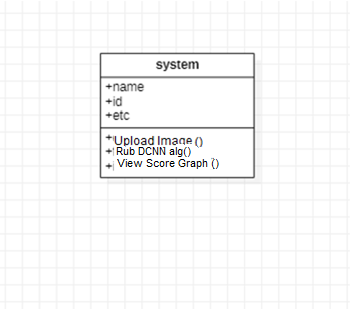 system
+name
+id
+etc
+Upload Image ()
+Rub DCNN alg()
+ View Score Graph ()